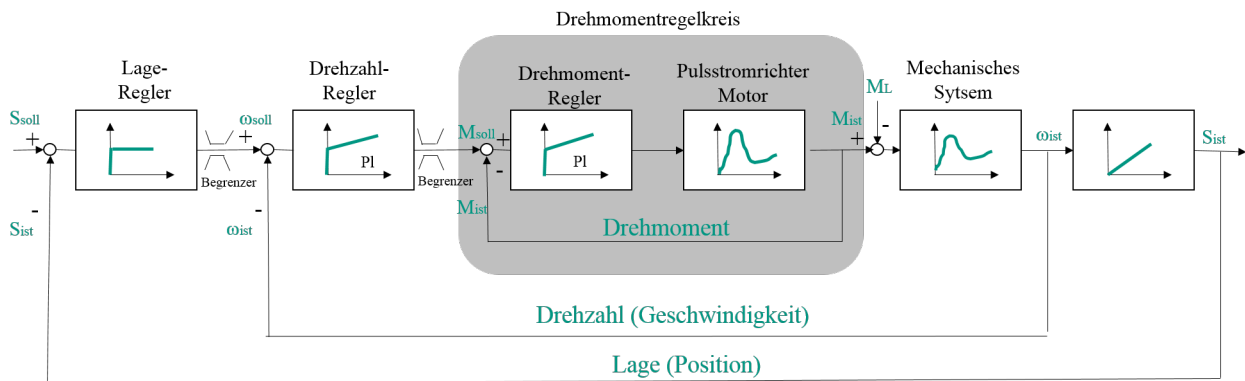 Drehmomentregelkreis
Lage-
Regler
Drehzahl-
Regler
Drehmoment-
Regler
Pulsstromrichter
Motor
Mechanisches
Sytsem
Ssoll
+
-
Sist
Begrenzer
ωsoll
+
-
ωist
PI
Begrenzer
Msoll
+
-
Mist
PI
Mist
+
ML
-
ωist
Sist
Drehmoment
Drehzahl (Geschwindigkeit)
Lage (Position)